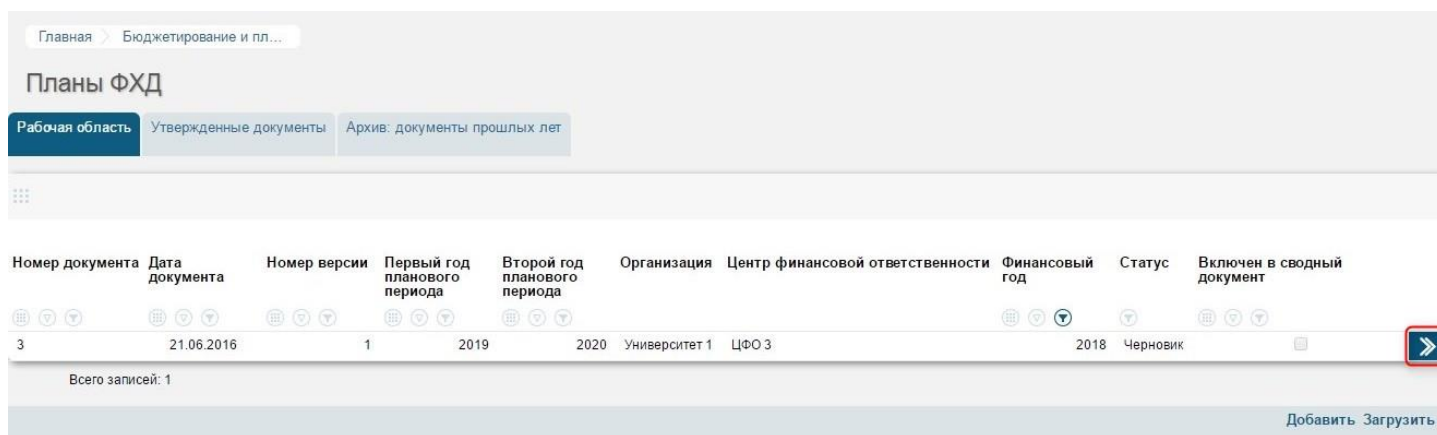 Главная Бюджетирование и пл...
Планы ФХД
Рабочая область Утвержденные документы Архив: документы прошлых лет
Номер документа Дата документа Номер версии Первый год планового периода Второй год планового периода Организация Центр финансовой ответственности Финансовый год Статус Включен в сводный документ
3 21.06.2016 1 2019 2020 Университет 1 ЦФО 3 2018 Черновик
Всего записей: 1
Добавить Загрузить